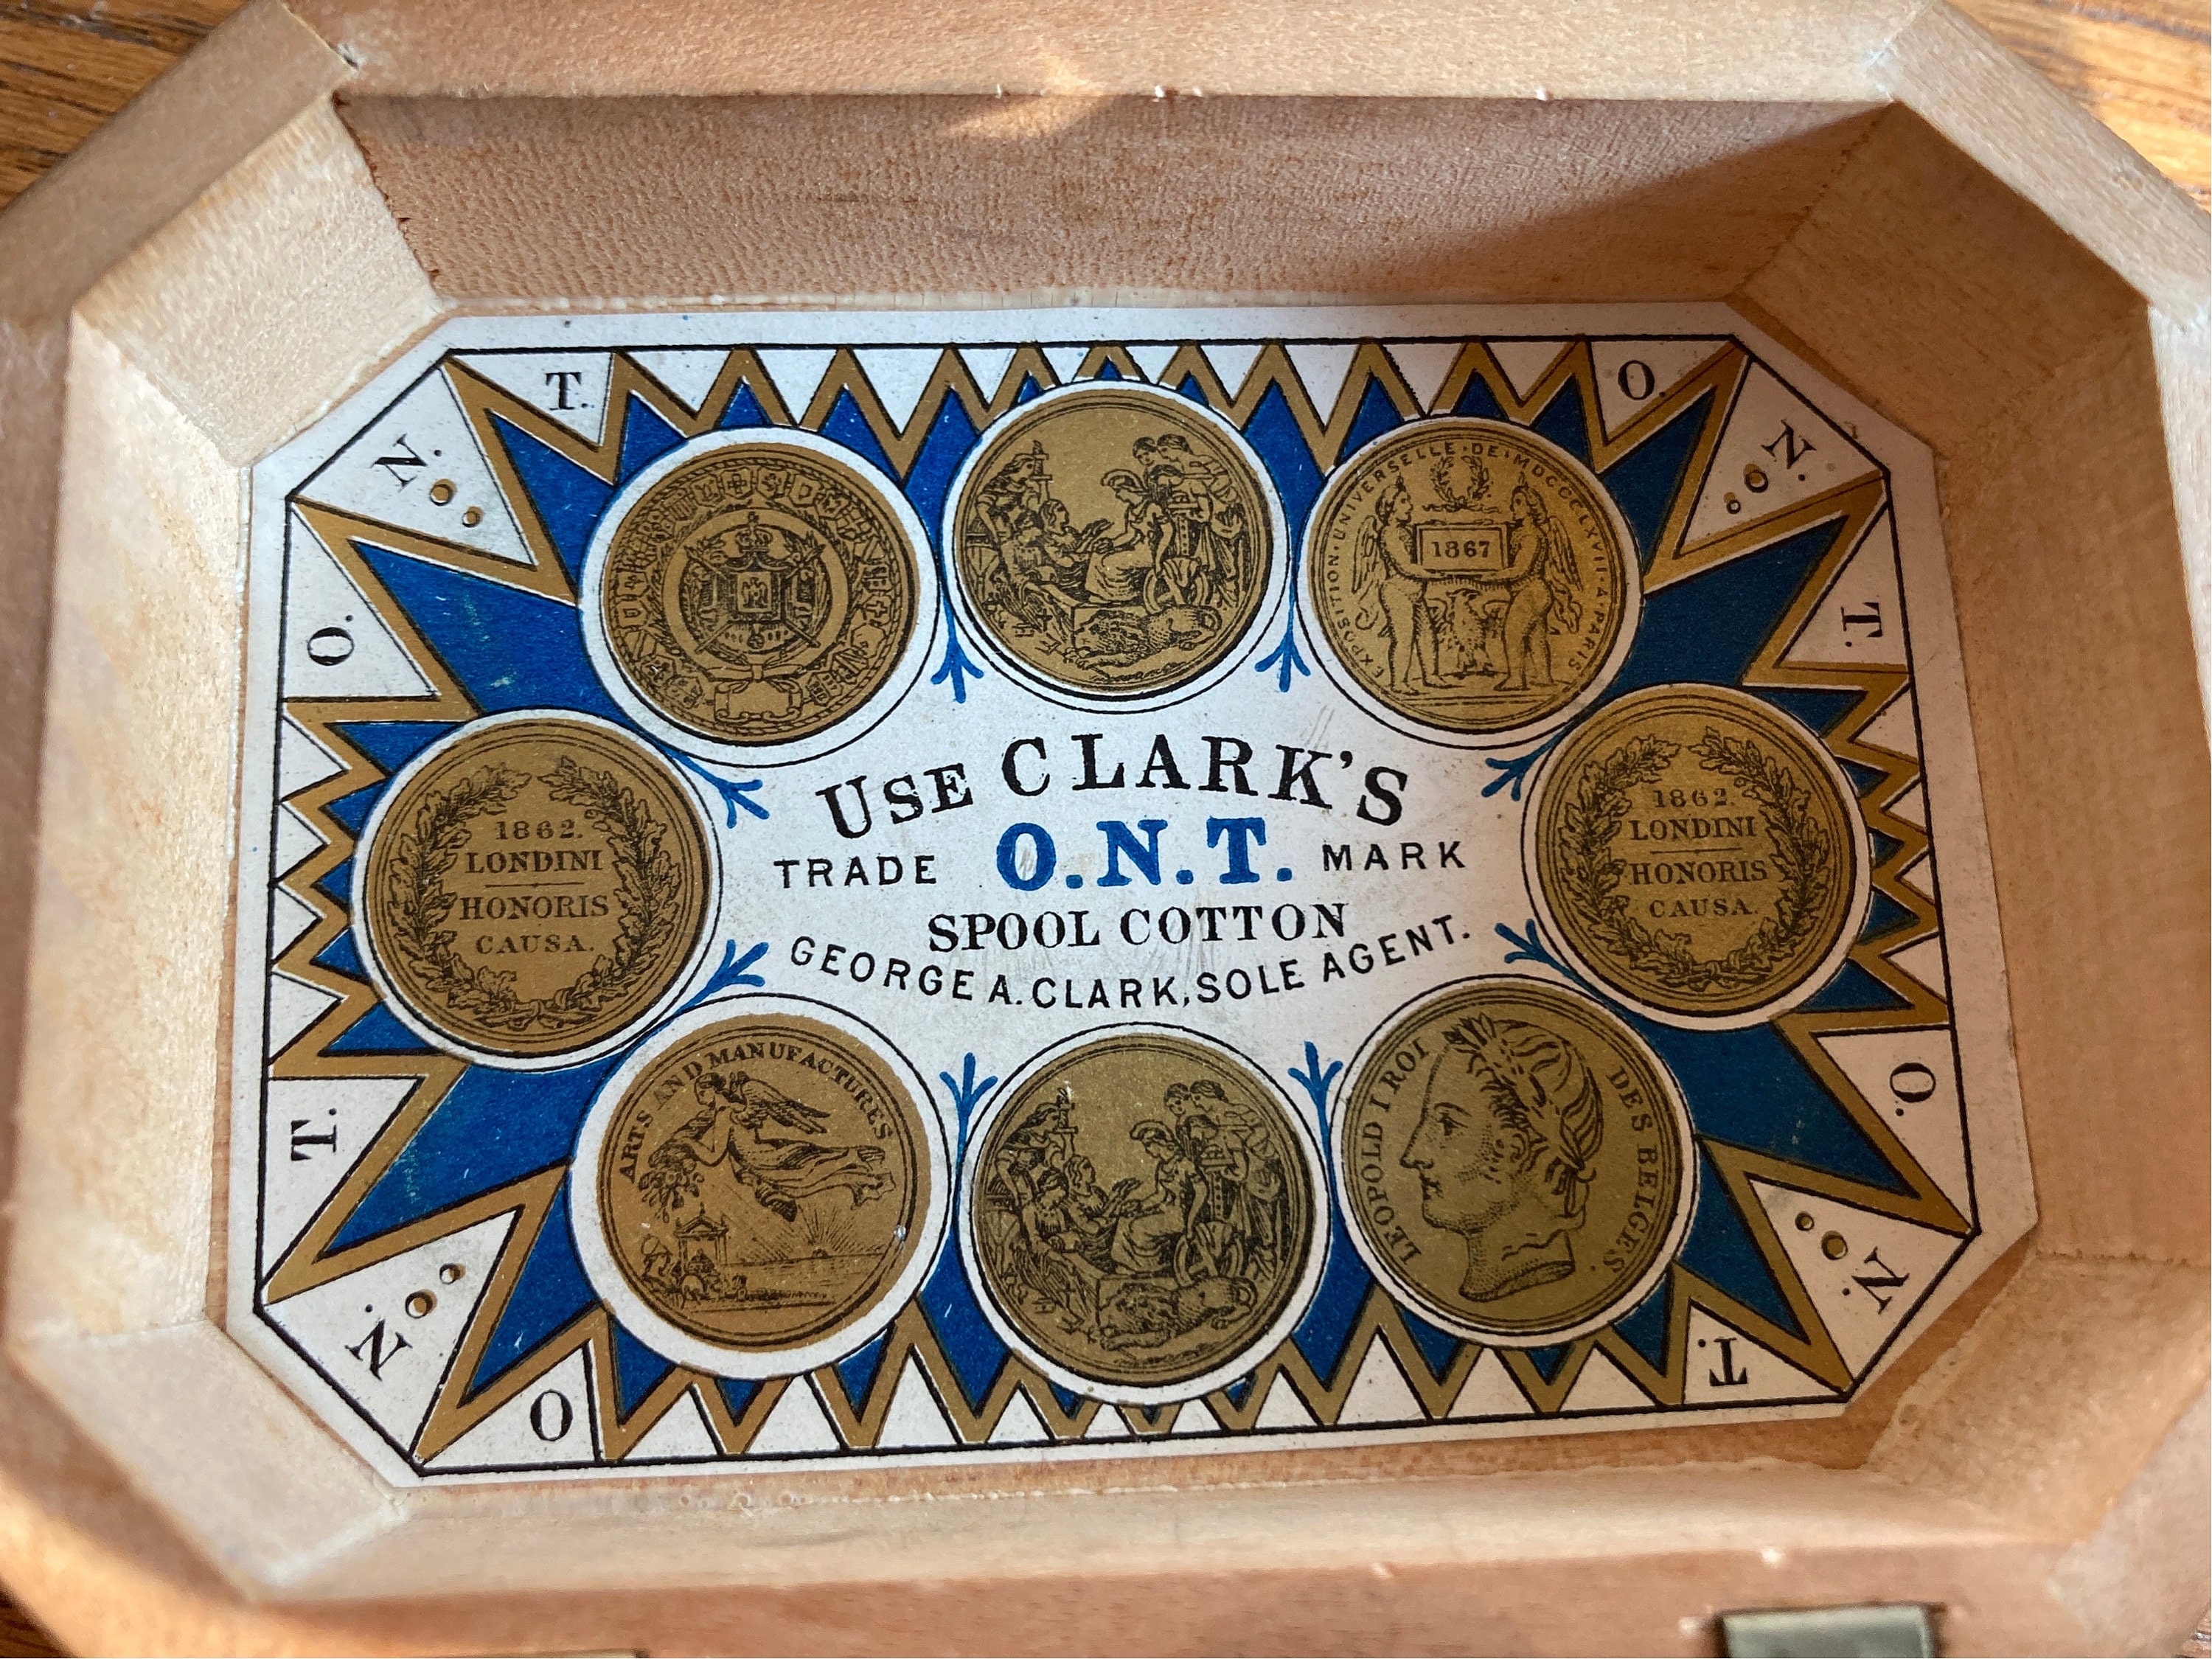 T.
O.
N.
N.
EXPOSITION·UNIVERSELLE·DE·MDCCCLXVII·A·PARIS
1867
O.
T.
USE CLARK'S
1862.
LONDINI
HONORIS
CAUSA.
TRADE O.N.T. MARK
1862.
LONDINI
HONORIS
CAUSA.
SPOOL COTTON
GEORGE A. CLARK, SOLE AGENT.
ARTS AND MANUFACTURES
LEOPOLD I ROI DES BELGES.
T.
O.
N.
N.
O
T.